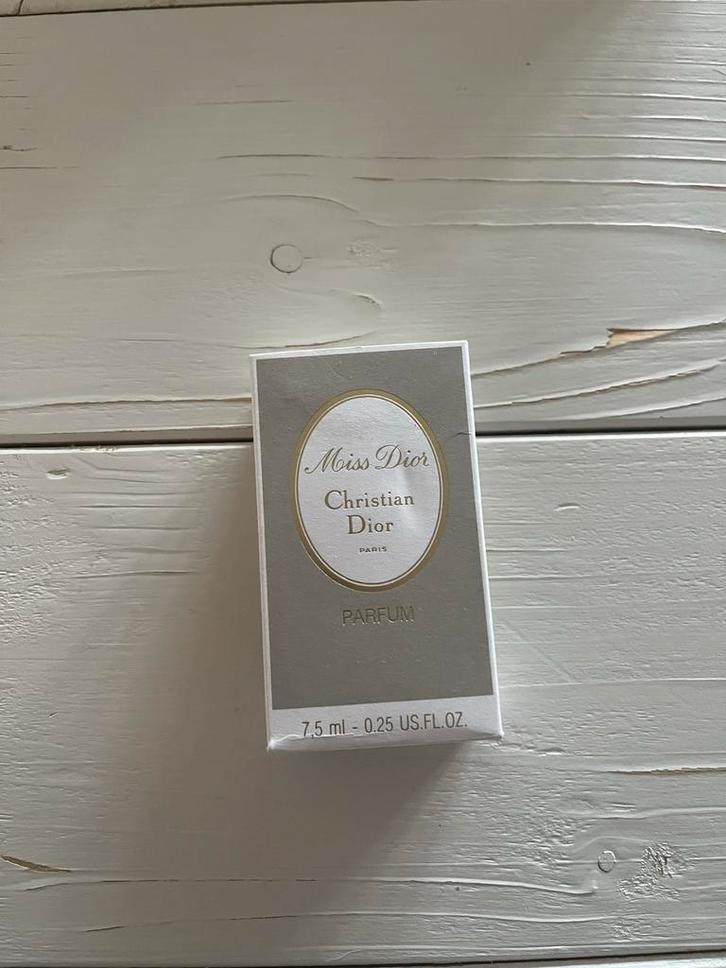 Miss Dior
Christian
Dior
PARIS
PARFUM
7,5 ml - 0.25 US.FL.OZ.